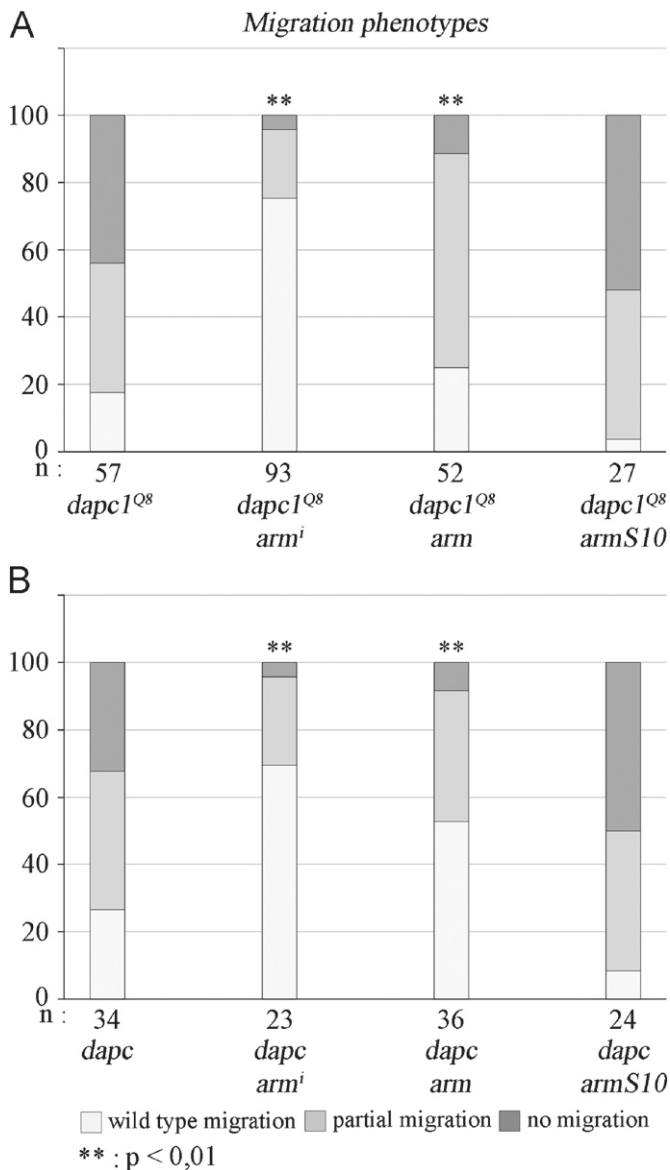 A
Migration phenotypes
** **
100
80
60
40
20
0
n : 57 93 52 27
dapc1Q8 dapc1Q8 dapc1Q8 dapc1Q8
armi arm armS10
B
** **
100
80
60
40
20
0
n : 34 23 36 24
dapc dapc dapc dapc
armi arm armS10
wild type migration partial migration no migration
** : p < 0,01